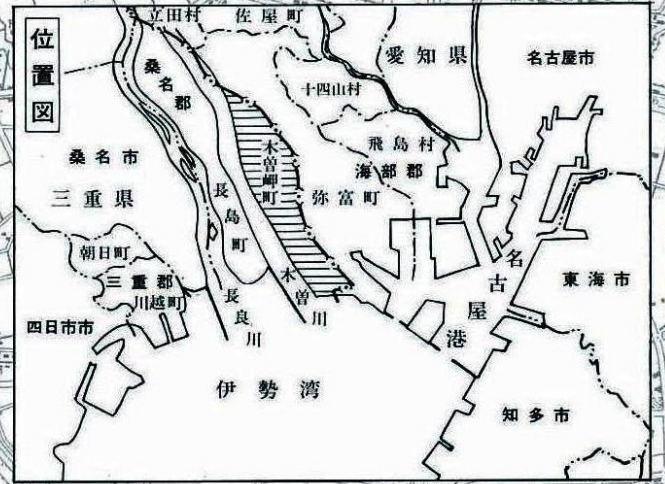 位置図
立田村
佐屋町
愛知県
名古屋市
桑名郡
十四山村
飛島村
海部郡
桑名市
三重県
木曽岬町
弥富町
長島町
朝日町
三重郡
川越町
四日市市
長良川
木曽川
名古屋港
東海市
伊勢湾
知多市